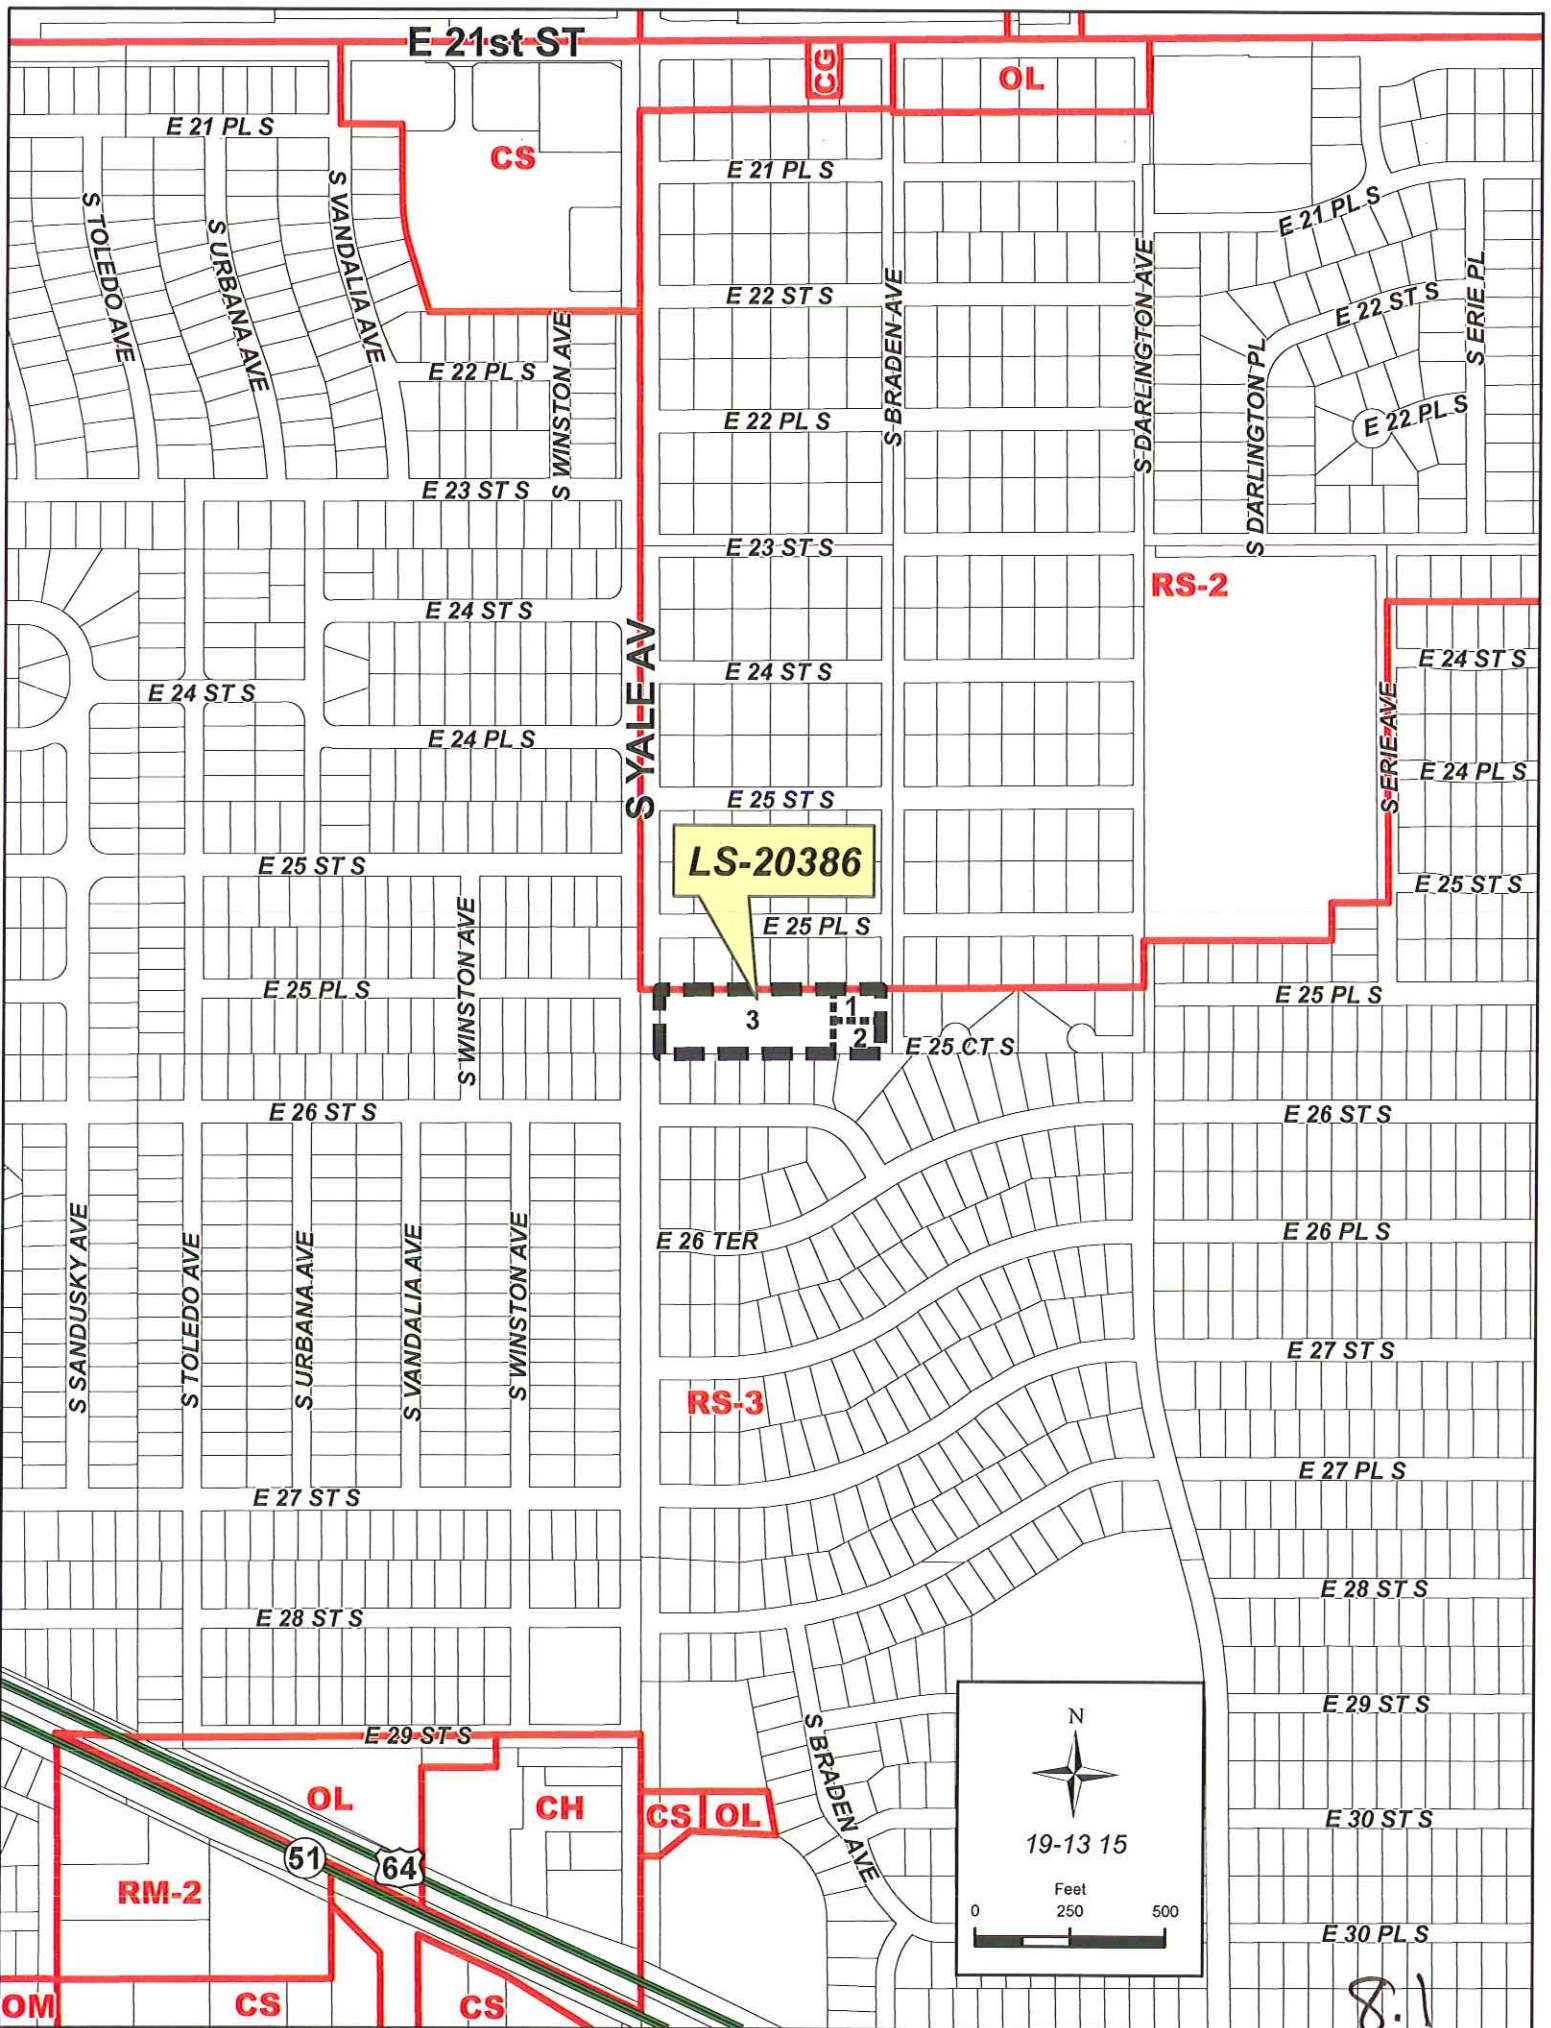 E 21st ST
CG
OL
E 21 PL S
CS
E 21 PL S
E 21 PL S
S TOLEDO AVE
S URBANA AVE
S VANDALIA AVE
S WINSTON AVE
E 22 ST S
S BRADEN AVE
S DARLINGTON AVE
E 22 ST S
S ERIE PL
E 22 PL S
S DARLINGTON PL
E 22 PL S
E 22 PL S
E 23 ST S
E 23 ST S
RS-2
E 24 ST S
S YALE AV
E 24 ST S
E 24 ST S
E 24 ST S
S ERIE AVE
E 24 PL S
E 24 PL S
E 25 ST S
LS-20386
E 25 ST S
E 25 ST S
S WINSTON AVE
E 25 PL S
E 25 PL S
E 25 PL S
3
1
2
E 25 CT S
E 26 ST S
E 26 ST S
E 26 TER
E 26 PL S
S SANDUSKY AVE
S TOLEDO AVE
S URBANA AVE
S VANDALIA AVE
S WINSTON AVE
E 27 ST S
RS-3
E 27 PL S
E 27 ST S
E 28 ST S
E 28 ST S
E 29 ST S
E 29 ST S
S BRADEN AVE
OL
CH
CS
OL
E 30 ST S
51
64
RM-2
N
19-13 15
Feet
0 250 500
E 30 PL S
OM
CS
CS
8.1